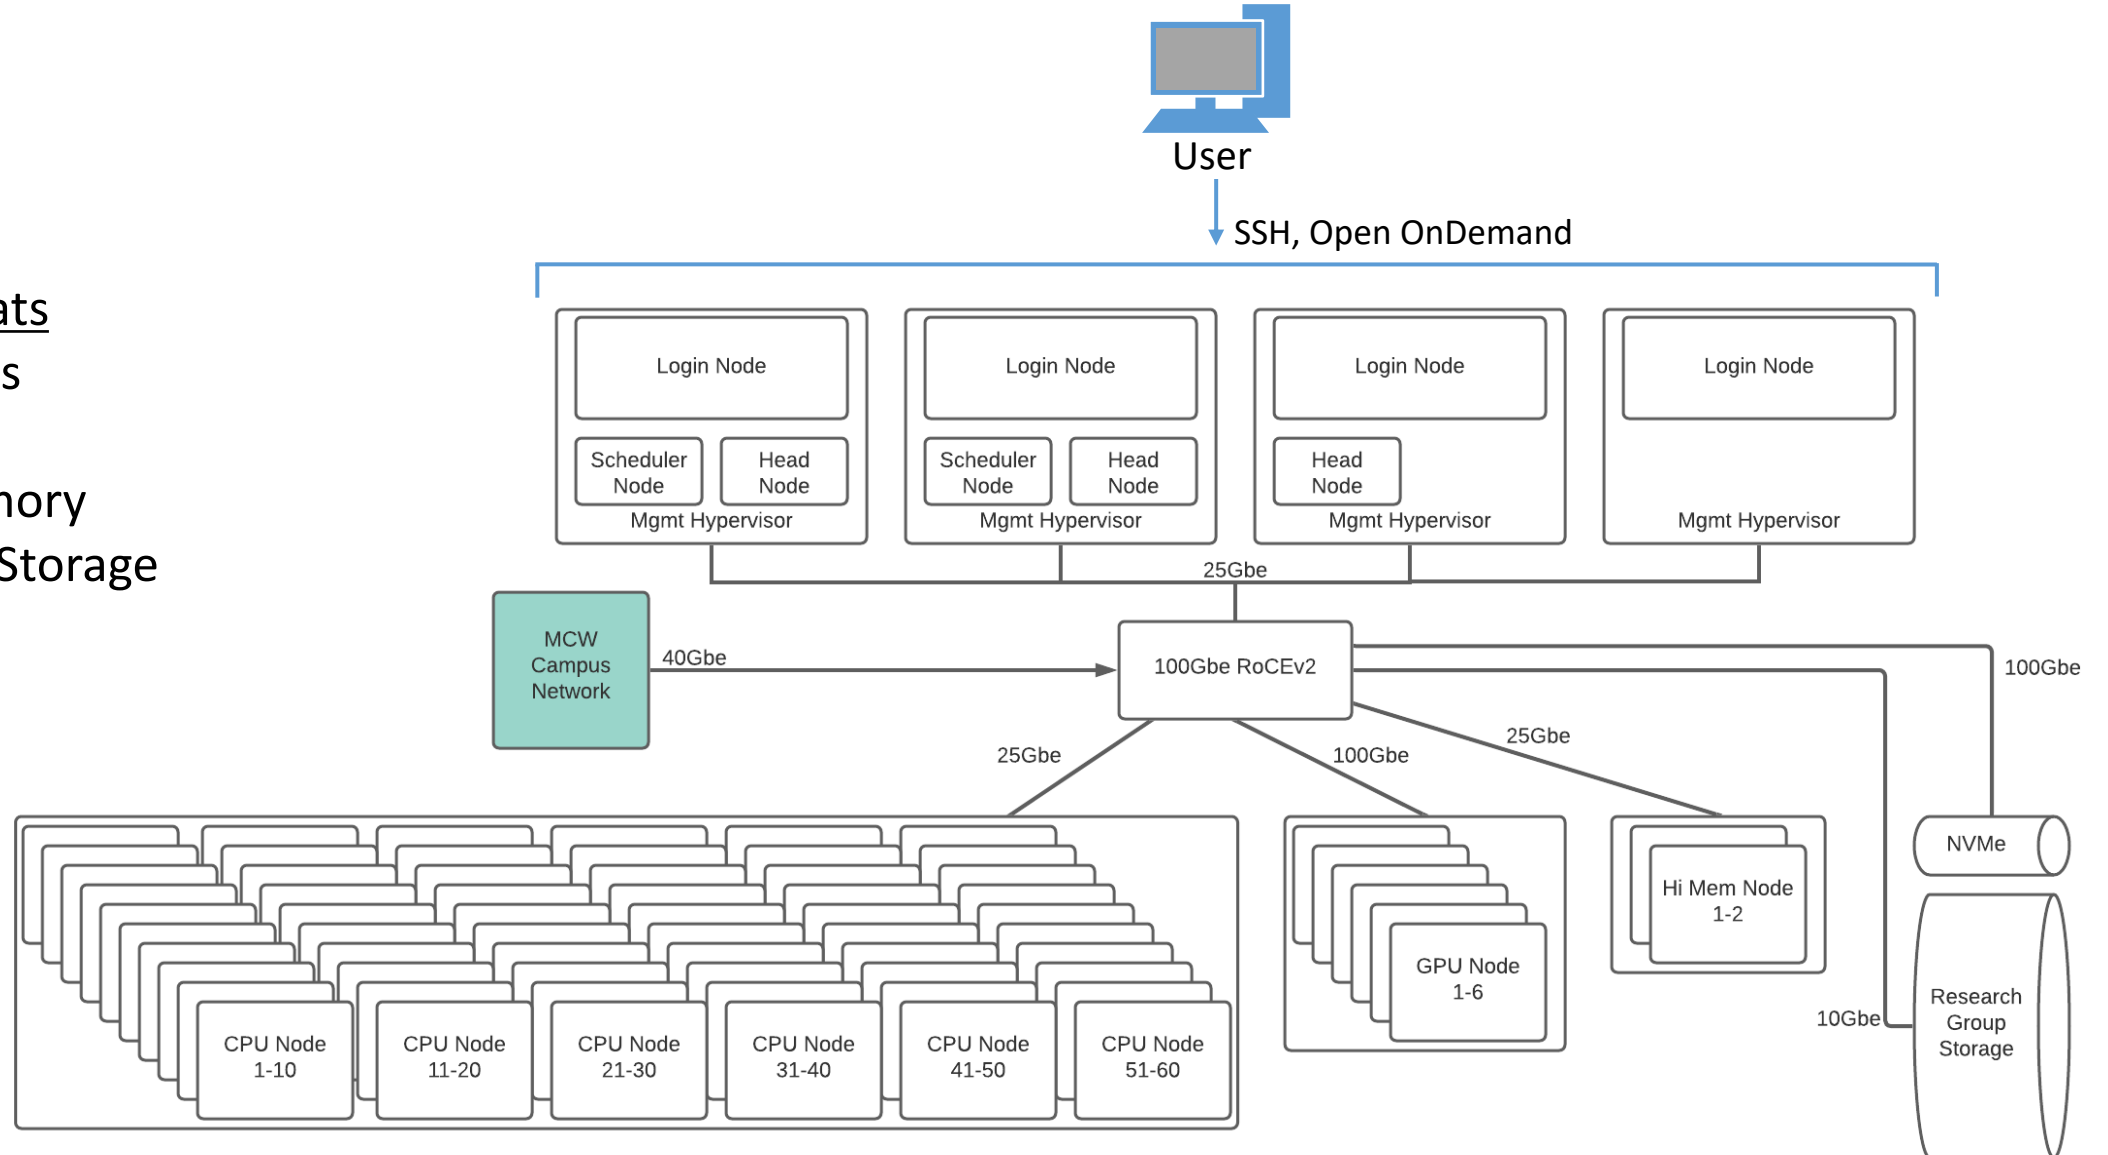 User
SSH, Open OnDemand
ats
s
nory
Storage
Login Node
Login Node
Login Node
Login Node
Scheduler
Node
Head
Node
Scheduler
Node
Head
Node
Head
Node
Mgmt Hypervisor
Mgmt Hypervisor
Mgmt Hypervisor
Mgmt Hypervisor
25Gbe
MCW
Campus
Network
40Gbe
100Gbe RoCEv2
100Gbe
25Gbe
100Gbe
25Gbe
NVMe
Hi Mem Node
1-2
GPU Node
1-6
10Gbe
Research
Group
Storage
CPU Node
1-10
CPU Node
11-20
CPU Node
21-30
CPU Node
31-40
CPU Node
41-50
CPU Node
51-60